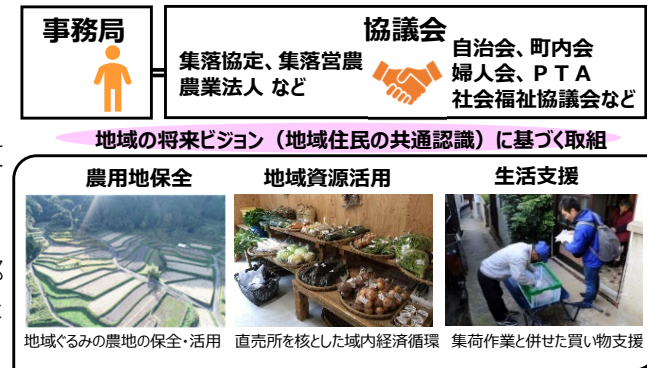 事務局
協議会
集落協定、集落営農
農業法人 など
自治会、町内会
婦人会、ＰＴＡ
社会福祉協議会など
地域の将来ビジョン（地域住民の共通認識）に基づく取組
農用地保全
地域資源活用
生活支援
地域ぐるみの農地の保全・活用
直売所を核とした域内経済循環
集荷作業と併せた買い物支援